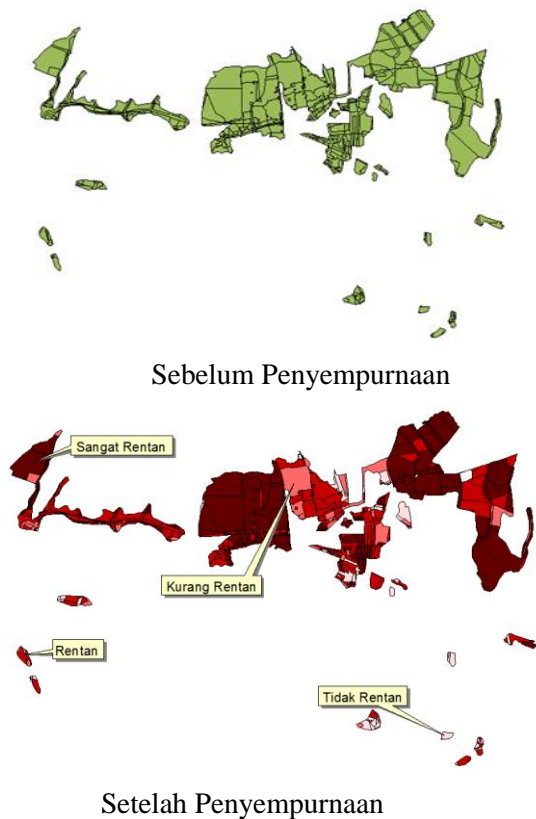 Sebelum Penyempurnaan
Sangat Rentan
Kurang Rentan
Rentan
Tidak Rentan
Setelah Penyempurnaan